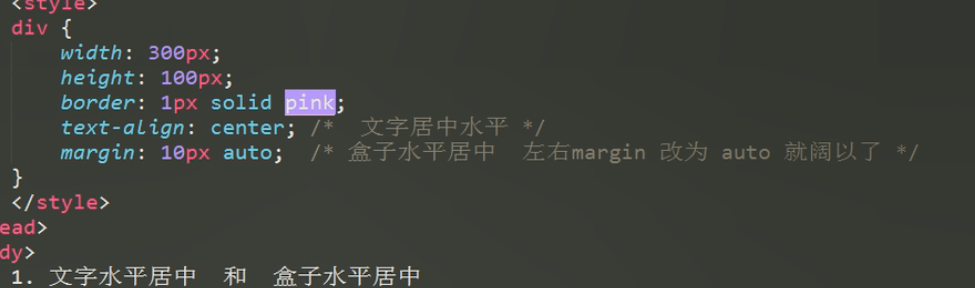 <style>
div {
width: 300px;
height: 100px;
border: 1px solid pink;
text-align: center; /* 文字居中水平 */
margin: 10px auto; /* 盒子水平居中 左右margin 改为 auto 就阔以了 */
}
</style>
ead>
dy>
1. 文字水平居中 和 盒子水平居中